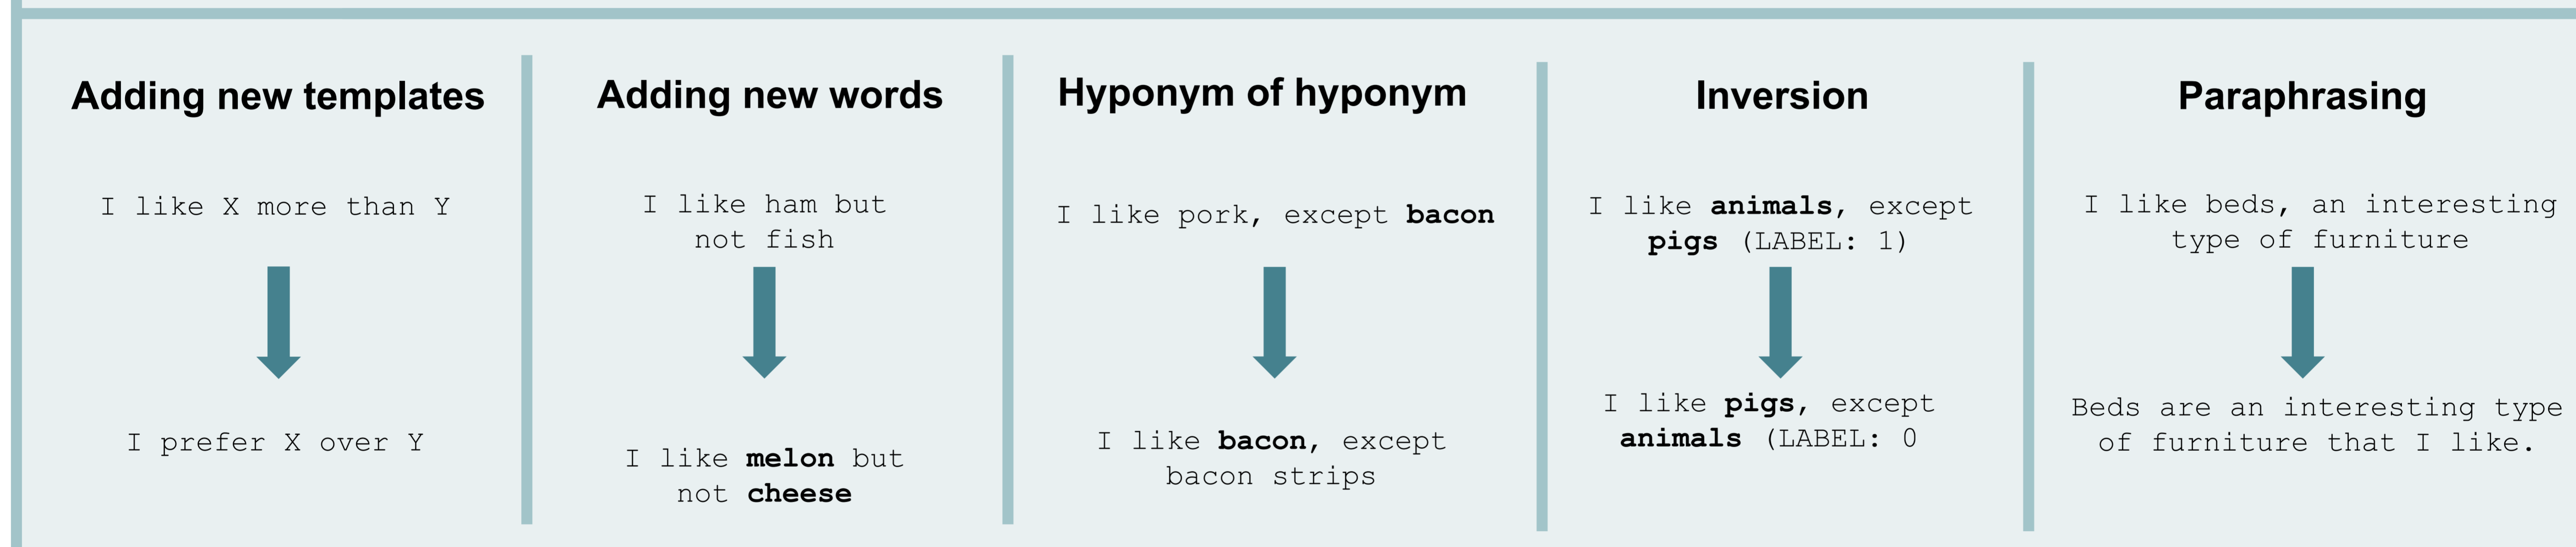 Adding new templates
I like X more than Y
I prefer X over Y
Adding new words
I like ham but
not fish
I like melon but
not cheese
Hyponym of hyponym
I like pork, except bacon
I like bacon, except
bacon strips
Inversion
I like animals, except
pigs (LABEL: 1)
I like pigs, except
animals (LABEL: 0
Paraphrasing
I like beds, an interesting
type of furniture
Beds are an interesting type
of furniture that I like.